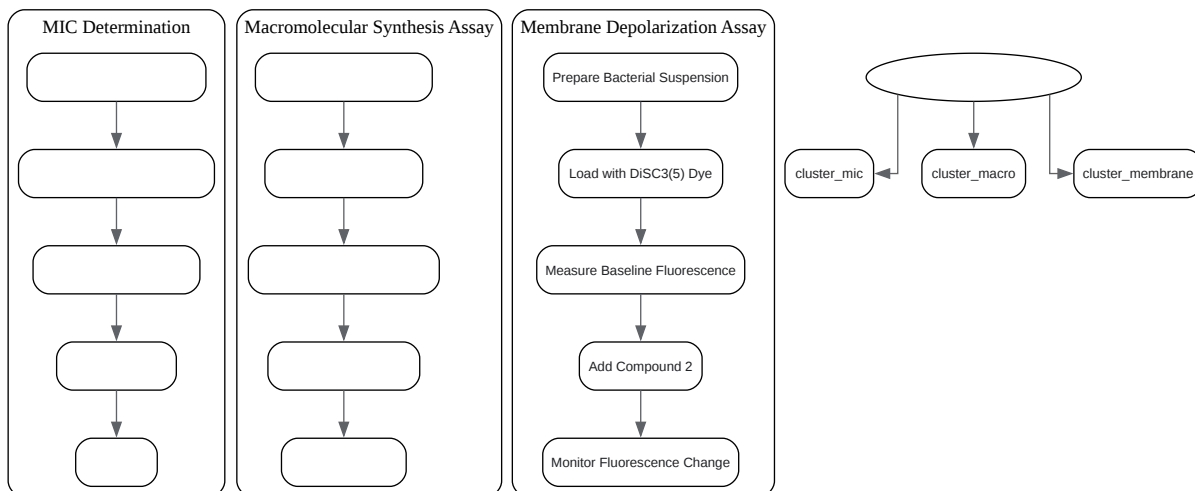 MIC Determination
Macromolecular Synthesis Assay
Membrane Depolarization Assay
Prepare Bacterial Suspension
Load with DiSC3(5) Dye
Measure Baseline Fluorescence
Add Compound 2
Monitor Fluorescence Change
cluster_mic
cluster_macro
cluster_membrane